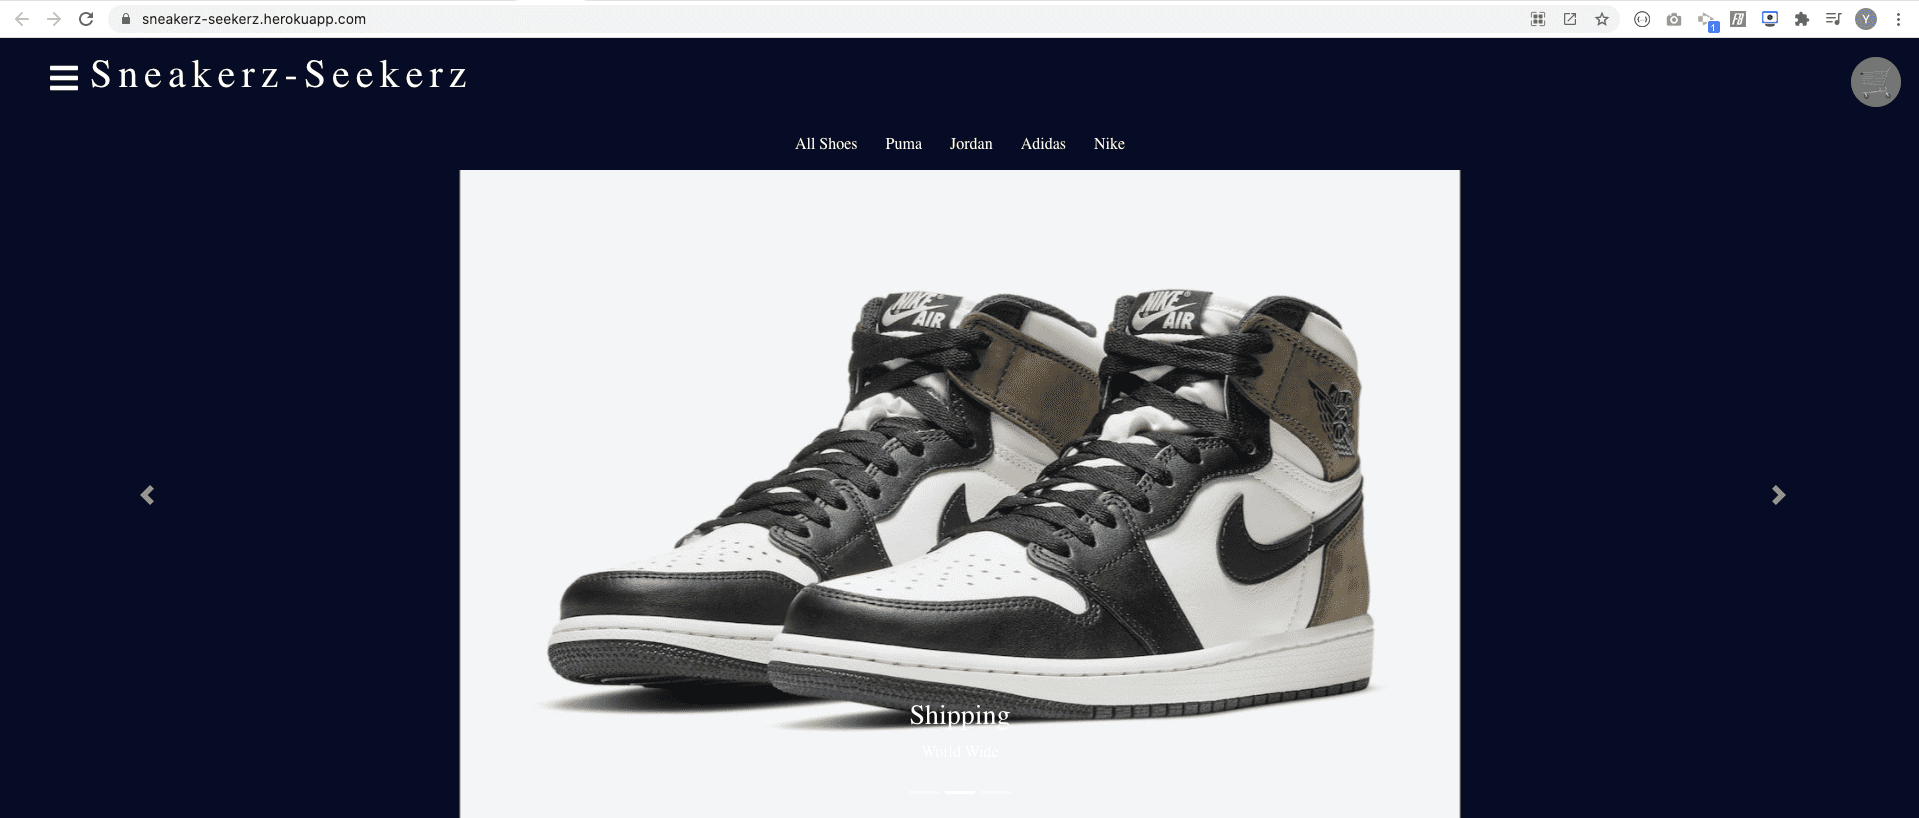 sneakerz-seekerz.herokuapp.com
1
Y
Sneakerz-Seekerz
All Shoes Puma Jordan Adidas Nike
NIKE
AIR
NIKE
AIR
Shipping
World Wide